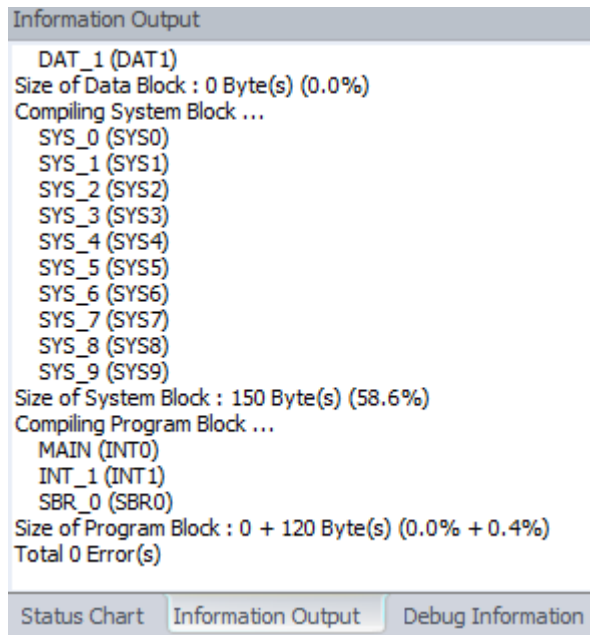 Information Output
DAT_1 (DAT1)
Size of Data Block : 0 Byte(s) (0.0%)
Compiling System Block ...
SYS_0 (SYS0)
SYS_1 (SYS1)
SYS_2 (SYS2)
SYS_3 (SYS3)
SYS_4 (SYS4)
SYS_5 (SYS5)
SYS_6 (SYS6)
SYS_7 (SYS7)
SYS_8 (SYS8)
SYS_9 (SYS9)
Size of System Block : 150 Byte(s) (58.6%)
Compiling Program Block ...
MAIN (INT0)
INT_1 (INT1)
SBR_0 (SBR0)
Size of Program Block : 0 + 120 Byte(s) (0.0% + 0.4%)
Total 0 Error(s)
Status Chart Information Output Debug Information